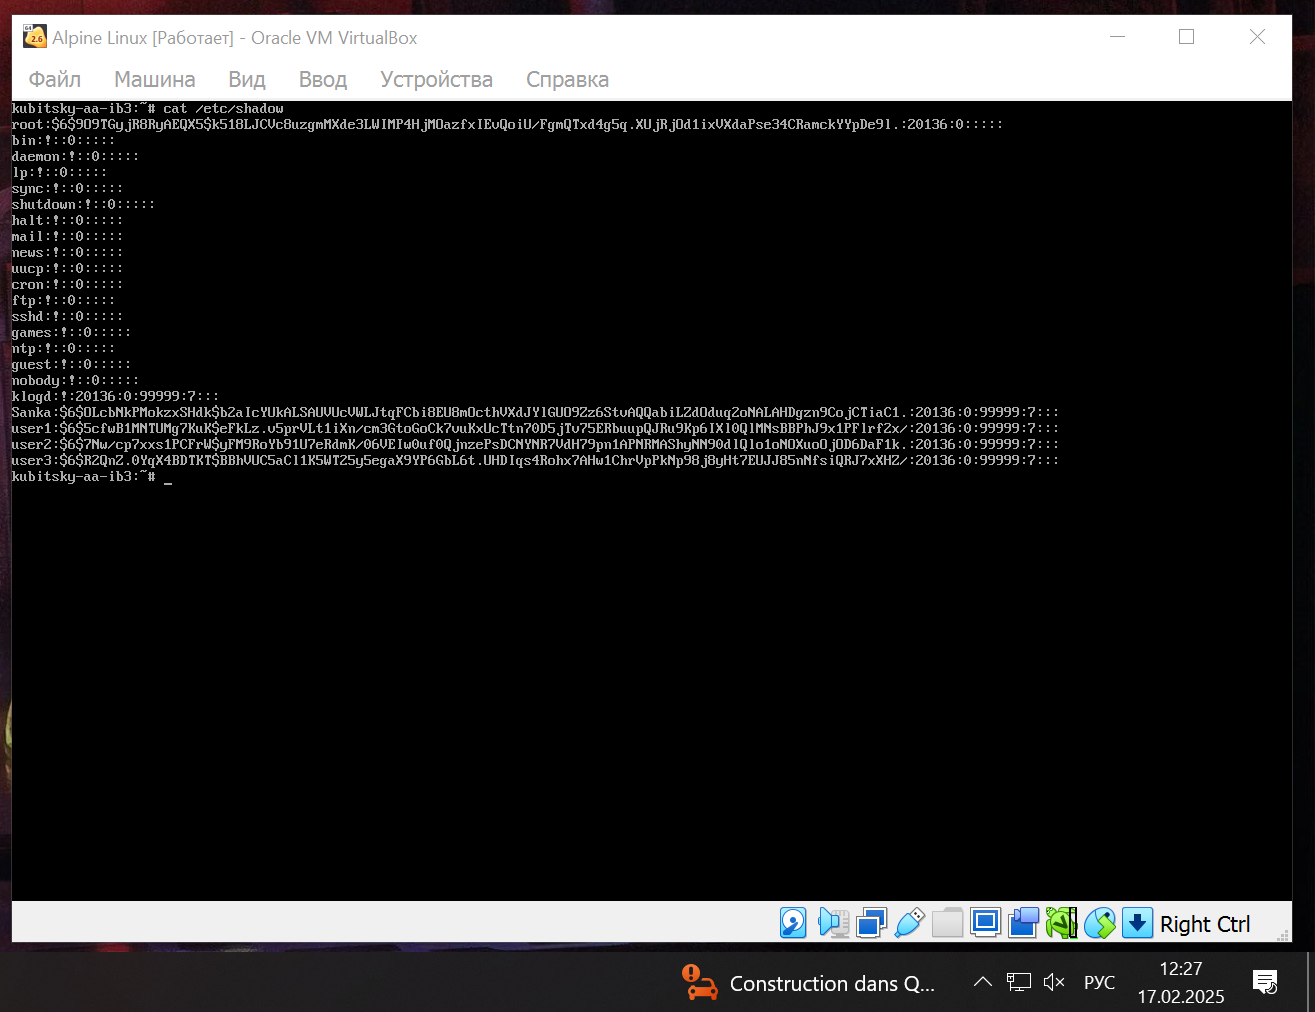 Alpine Linux [Работает] - Oracle VM VirtualBox
Файл Машина Вид Ввод Устройства Справка
kubitsky-aa-ib3:~# cat /etc/shadow
root:$6$9O9TGyjR8RyAEQX5$k518LJCVc8uzgmMXde3LWIMP4HjMOazfxIEvQoiU/FgmQTxd4g5q.XUjRjOd1ixVXdaPse34CRamckYYpDe9l.:20136:0:::::
bin:!::0:::::
daemon:!::0:::::
lp:!::0:::::
sync:!::0:::::
shutdown:!::0:::::
halt:!::0:::::
mail:!::0:::::
news:!::0:::::
uucp:!::0:::::
cron:!::0:::::
ftp:!::0:::::
sshd:!::0:::::
games:!::0:::::
ntp:!::0:::::
guest:!::0:::::
nobody:!::0:::::
klogd:!:20136:0:99999:7:::
Sanka:$6$OLcbNkPMokzxSHdk$b2aIcYUkALSAUVUcVWLJtqFCbi8EU8mOcthVXdJYlGUO9Zz6StvAQQabiLZdOduq2oNALAHDgzn9CojCTiaC1.:20136:0:99999:7:::
user1:$6$5cfwB1MNTUMg7KuK$eFkLz.v5prVLt1iXn/cm3GtoGoCk7vuKxUcTtn70D5jTv75ERbuupQJRu9Kp6IXl0QlMNsBBPhJ9x1PFlrf2x/:20136:0:99999:7:::
user2:$6$7Nw/cp7xxs1PCFrW$yFM9RoYb91U7eRdmK/06VEIw0uf0QjnzePsDCNYNR7VdH79pn1APNRMAShyNN90dlQlo1oNOXuoOjOD6DaF1k.:20136:0:99999:7:::
user3:$6$R2QnZ.0YqX4BDTKT$BBhVUC5aCl1K5WT25y5egaX9YP6GbL6t.UHDIqs4Rohx7AHw1ChrVpPkNp98j8yHt7EUJJ85nNfsiQRJ7xXHZ/:20136:0:99999:7:::
kubitsky-aa-ib3:~# _
Right Ctrl
Construction dans Q...
РУС
12:27
17.02.2025